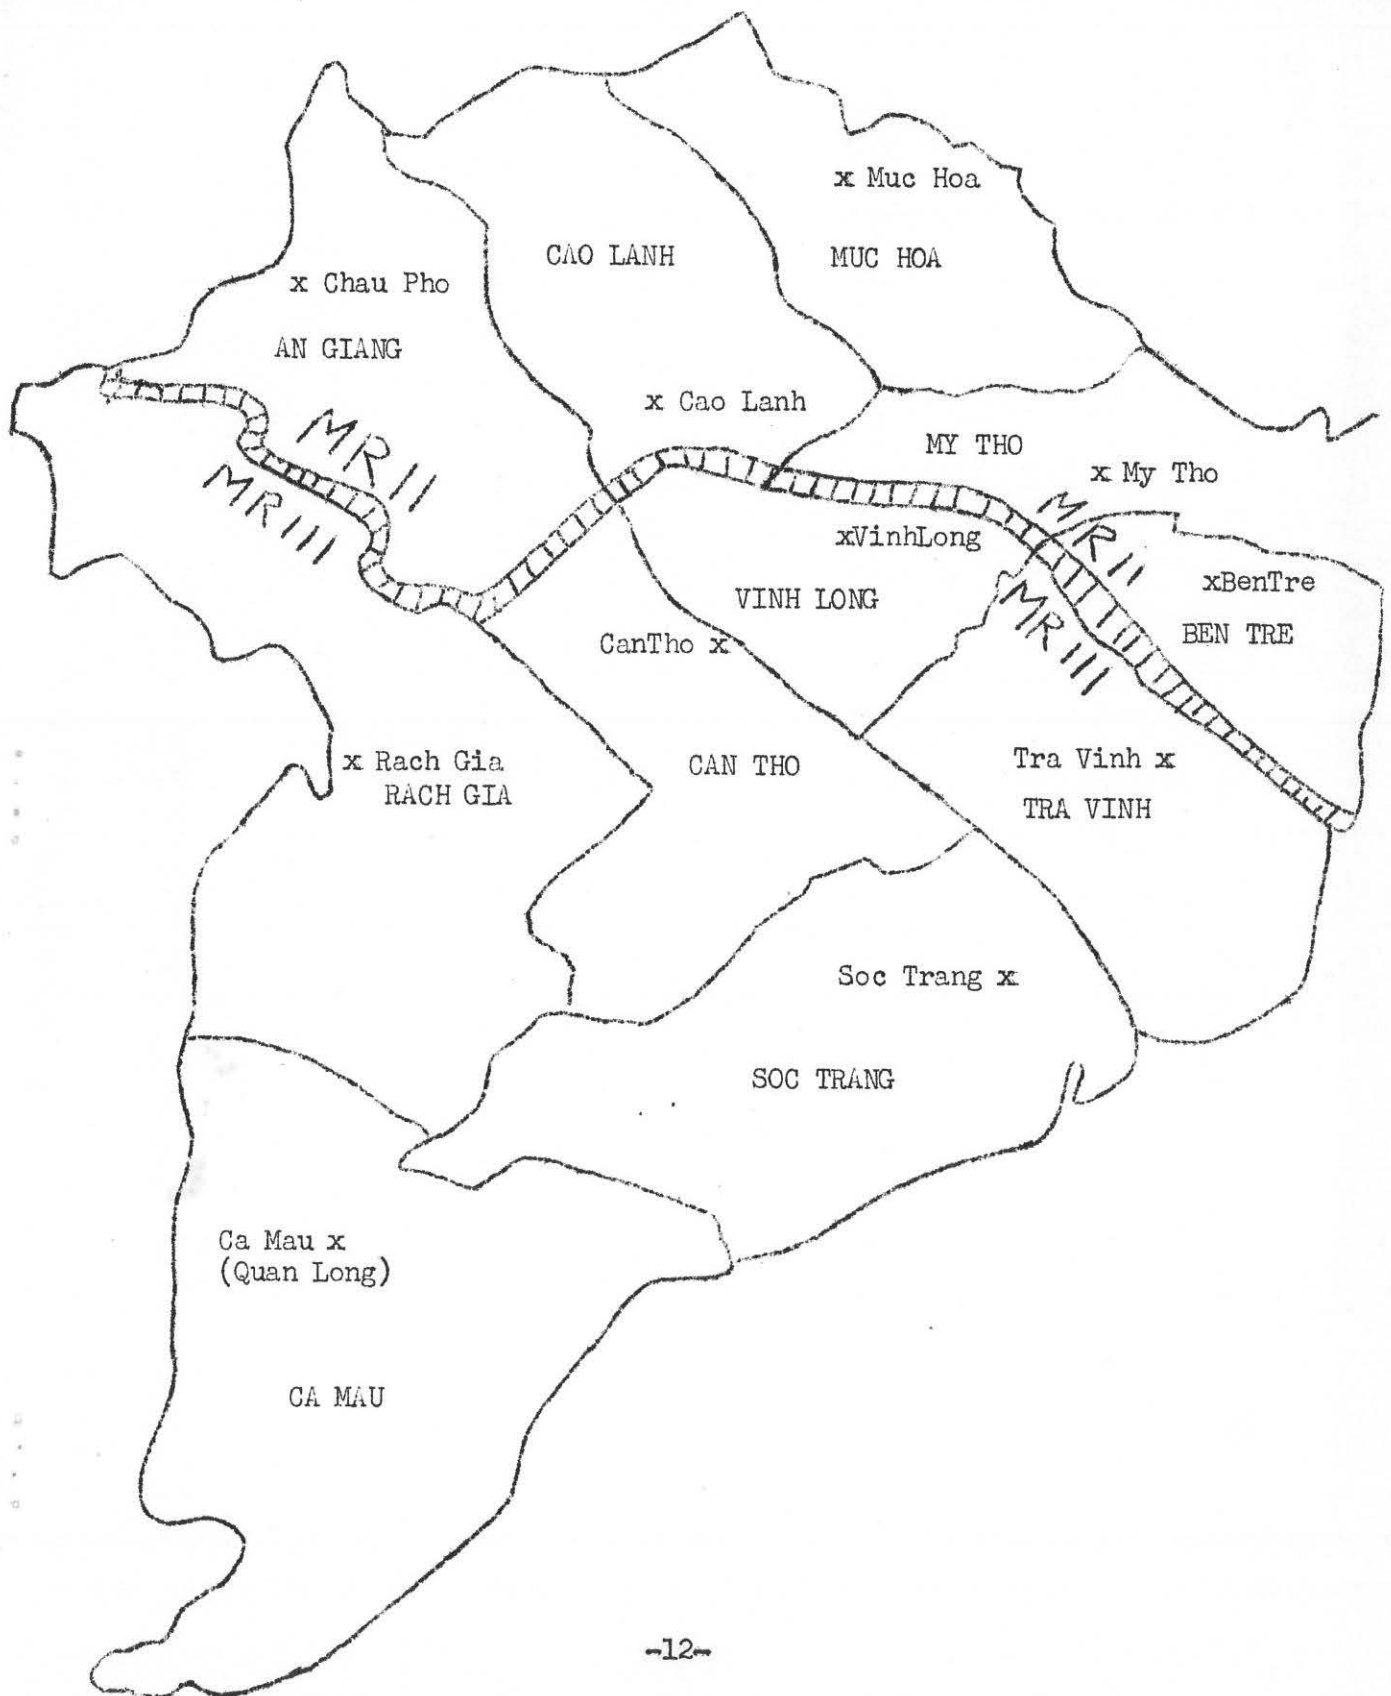 x Muc Hoa
CAO LANH
MUC HOA
x Chau Pho
AN GIANG
x Cao Lanh
MR II
MR III
MY THO
x My Tho
xVinhLong
MR II
xBenTre
VINH LONG
MR III
BEN TRE
CanTho x
x Rach Gia
RACH GIA
CAN THO
Tra Vinh x
TRA VINH
Soc Trang x
SOC TRANG
Ca Mau x
(Quan Long)
CA MAU
-12-